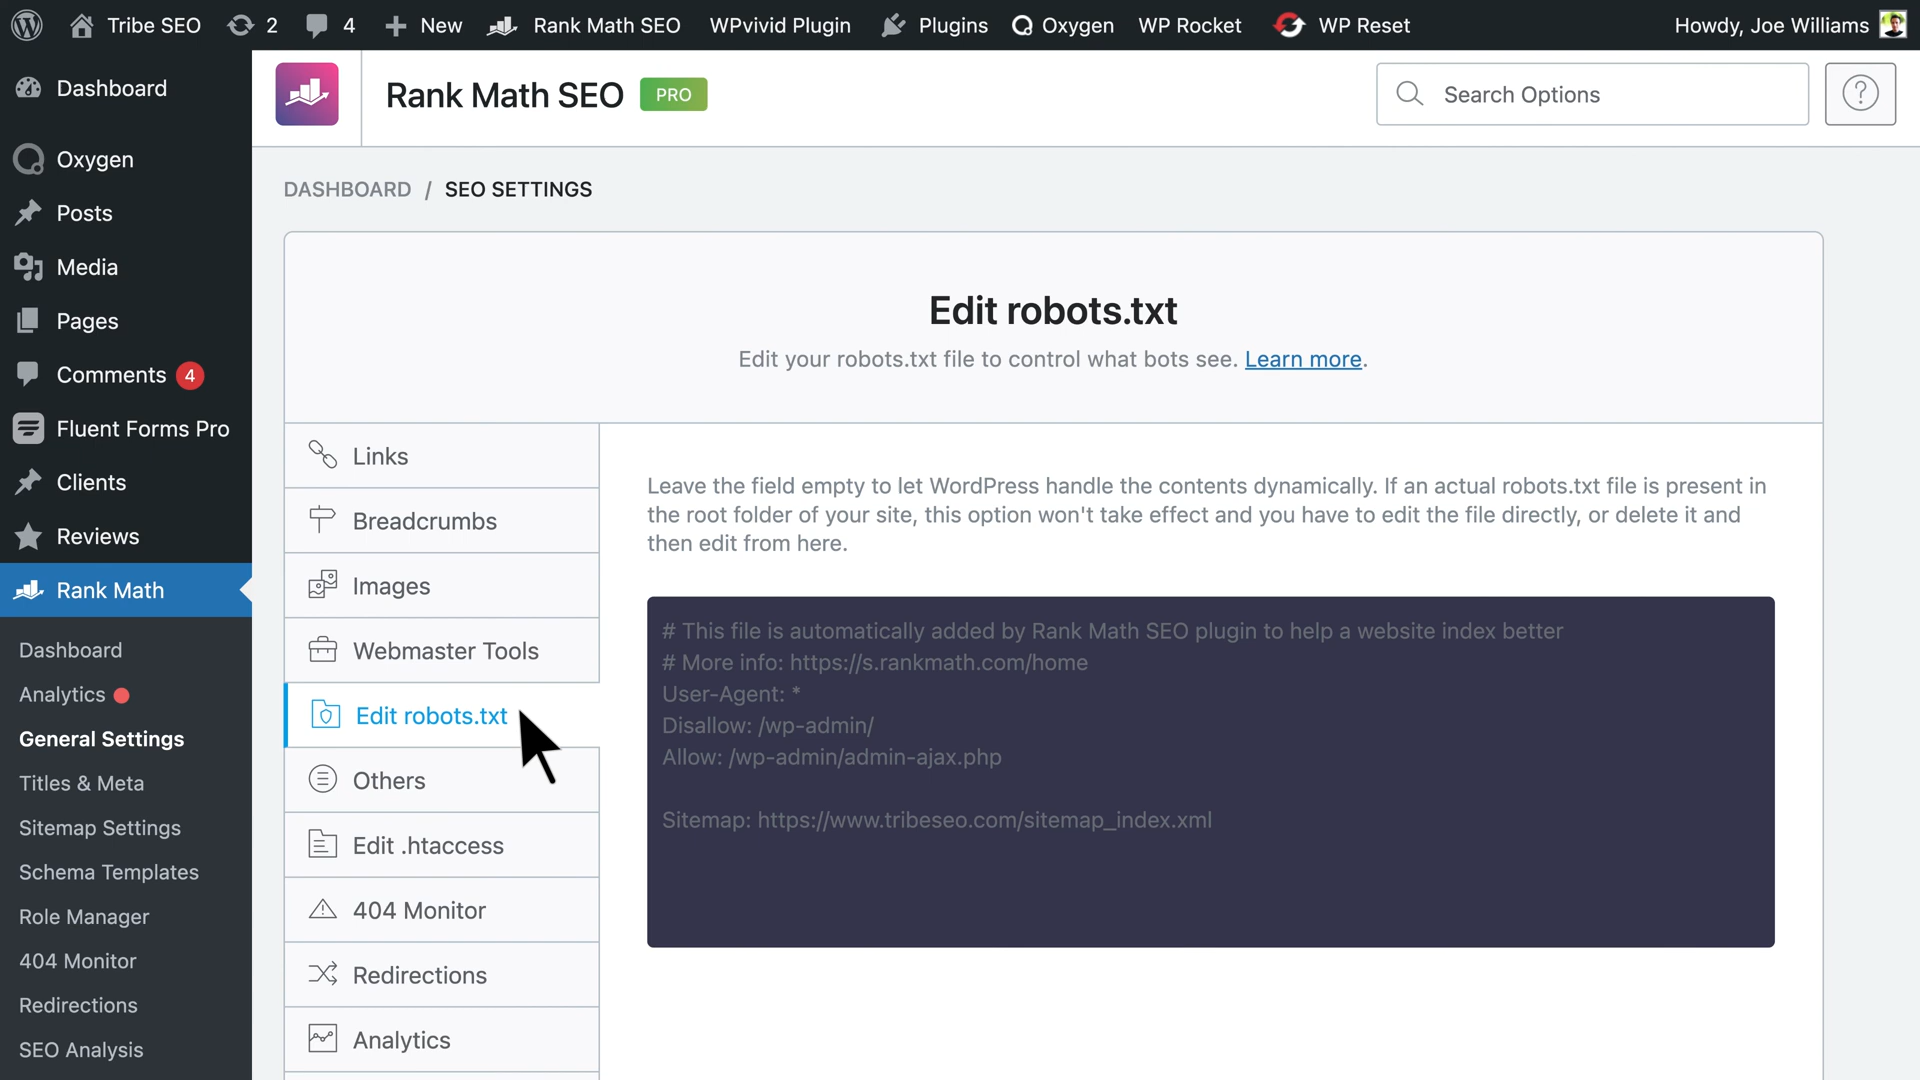 Tribe SEO 2 4 New Rank Math SEO WPvivid Plugin Plugins Oxygen WP Rocket WP Reset Howdy, Joe Williams
Dashboard
Oxygen
Posts
Media
Pages
Comments 4
Fluent Forms Pro
Clients
Reviews
Rank Math
Dashboard
Analytics
General Settings
Titles & Meta
Sitemap Settings
Schema Templates
Role Manager
404 Monitor
Redirections
SEO Analysis
Rank Math SEO PRO
Search Options
?
DASHBOARD / SEO SETTINGS
Edit robots.txt
Edit your robots.txt file to control what bots see. Learn more.
Links
Breadcrumbs
Images
Webmaster Tools
Edit robots.txt
Others
Edit .htaccess
404 Monitor
Redirections
Analytics
Leave the field empty to let WordPress handle the contents dynamically. If an actual robots.txt file is present in
the root folder of your site, this option won't take effect and you have to edit the file directly, or delete it and
then edit from here.
# This file is automatically added by Rank Math SEO plugin to help a website index better
# More info: https://s.rankmath.com/home
User-Agent: *
Disallow: /wp-admin/
Allow: /wp-admin/admin-ajax.php
Sitemap: https://www.tribeseo.com/sitemap_index.xml